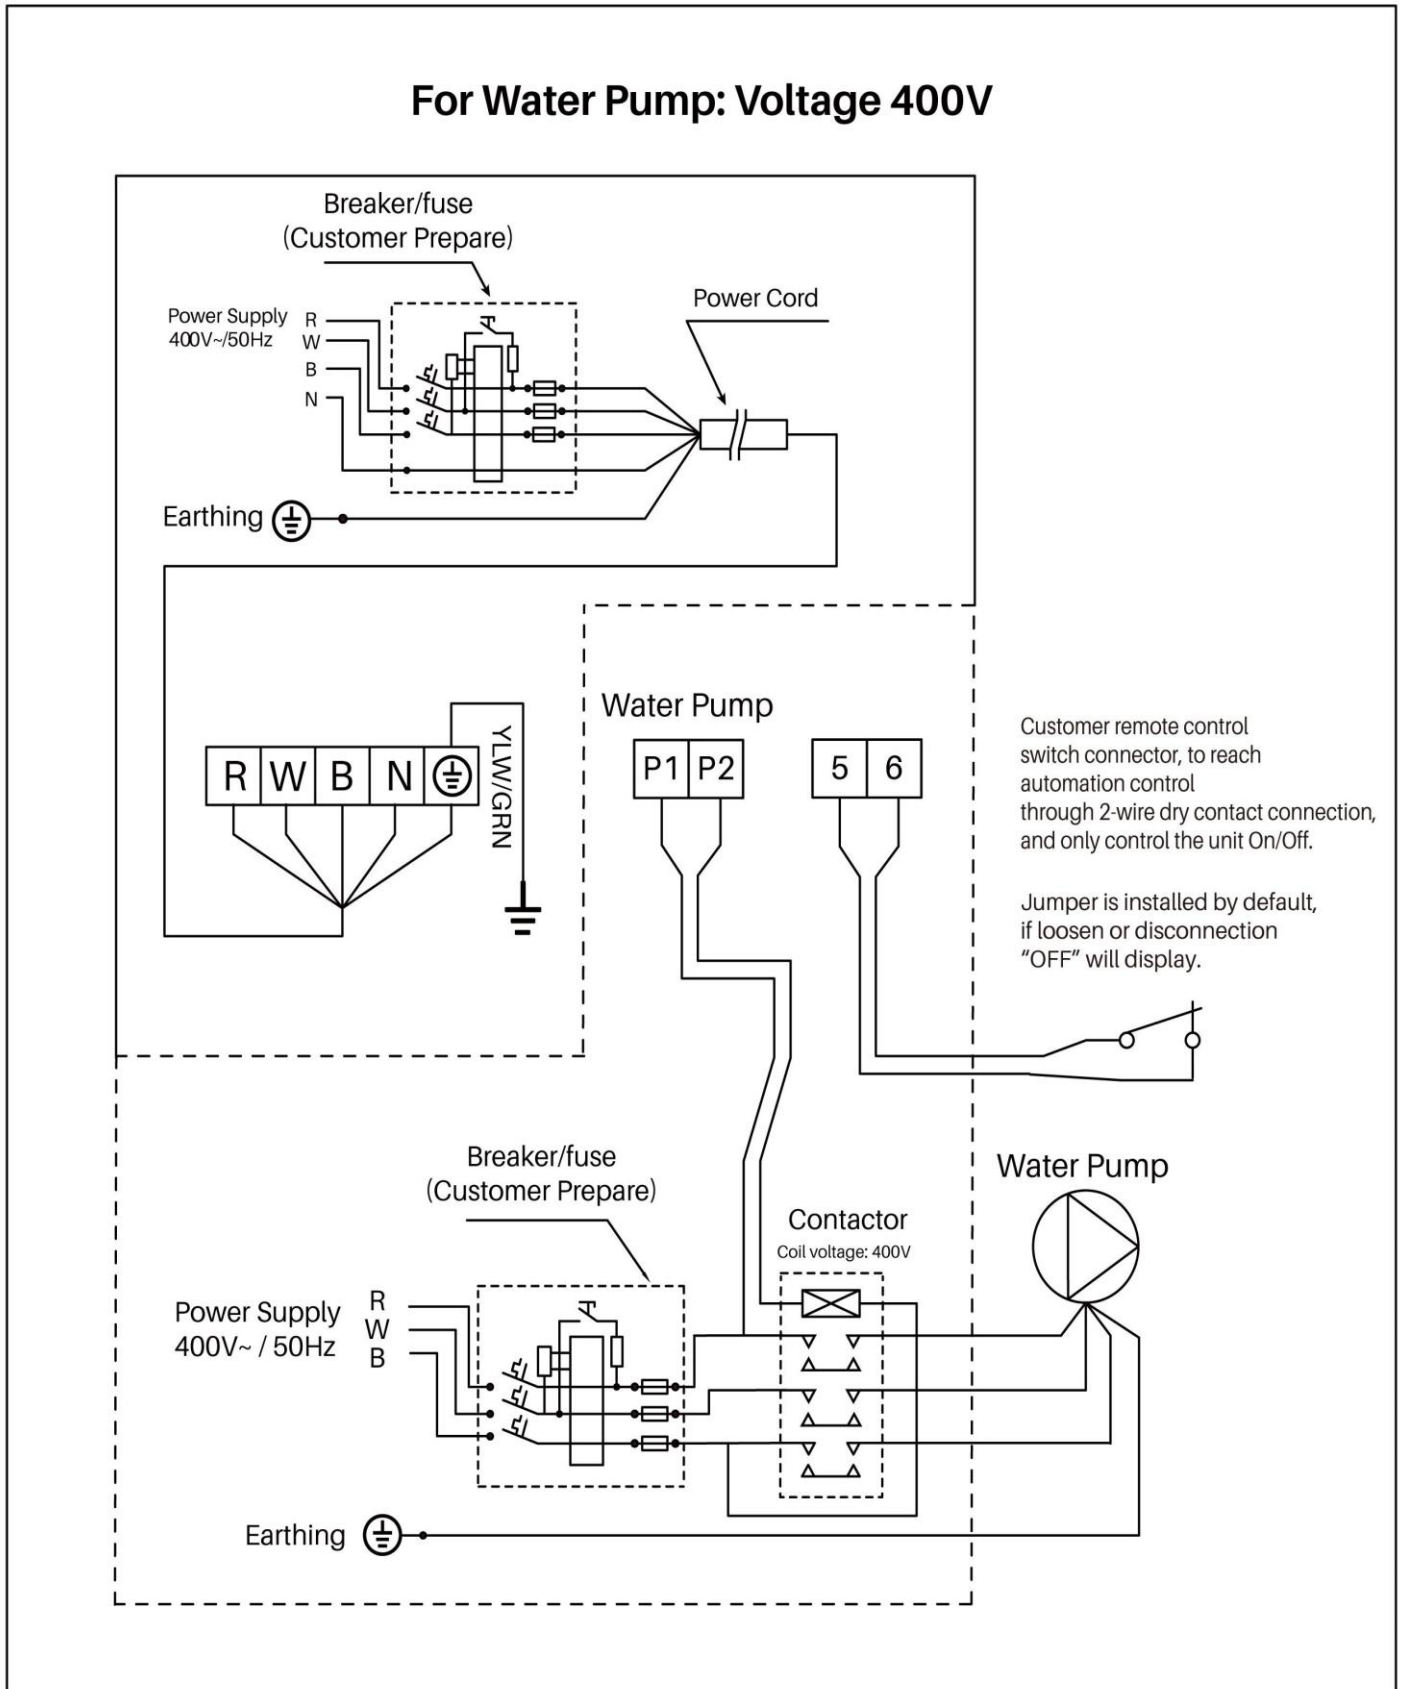 For Water Pump: Voltage 400V
Breaker/fuse
(Customer Prepare)
Power Cord
Power Supply
400V~/50Hz
R
W
B
N
Earthing
Water Pump
R W B N
YLW/GRN
P1 P2
5 6
Customer remote control
switch connector, to reach
automation control
through 2-wire dry contact connection,
and only control the unit On/Off.
Jumper is installed by default,
if loosen or disconnection
"OFF" will display.
Breaker/fuse
(Customer Prepare)
Water Pump
Contactor
Coil voltage: 400V
Power Supply
400V~ / 50Hz
R
W
B
Earthing